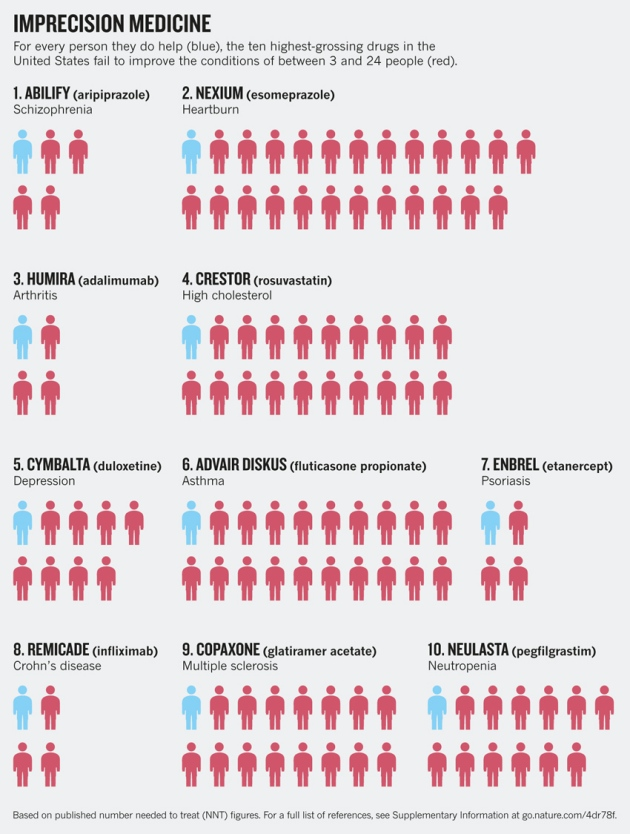 IMPRECISION MEDICINE
For every person they do help (blue), the ten highest-grossing drugs in the
United States fail to improve the conditions of between 3 and 24 people (red).
1. ABILIFY (aripiprazole)
Schizophrenia
2. NEXIUM (esomeprazole)
Heartburn
3. HUMIRA (adalimumab)
Arthritis
4. CRESTOR (rosuvastatin)
High cholesterol
5. CYMBALTA (duloxetine)
Depression
6. ADVAIR DISKUS (fluticasone propionate)
Asthma
7. ENBREL (etanercept)
Psoriasis
8. REMICADE (infliximab)
Crohn's disease
9. COPAXONE (glatiramer acetate)
Multiple sclerosis
10. NEULASTA (pegfilgrastim)
Neutropenia
Based on published number needed to treat (NNT) figures. For a full list of references, see Supplementary Information at go.nature.com/4dr78f.